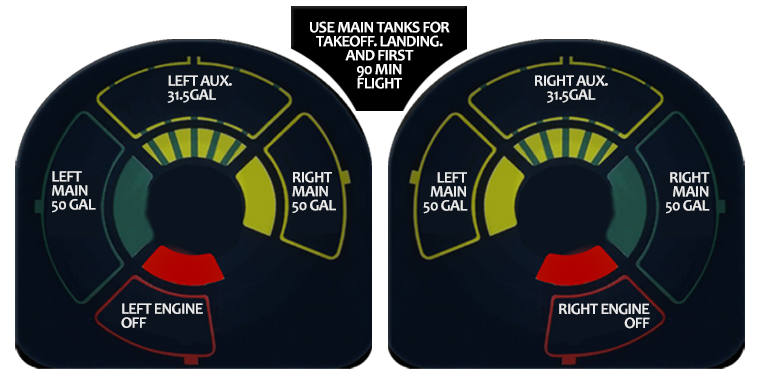 USE MAIN TANKS FOR
TAKEOFF. LANDING.
AND FIRST
90 MIN
FLIGHT
LEFT AUX.
31.5GAL
LEFT
MAIN
50 GAL
RIGHT
MAIN
50 GAL
LEFT ENGINE
OFF
RIGHT AUX.
31.5GAL
LEFT
MAIN
50 GAL
RIGHT
MAIN
50 GAL
RIGHT ENGINE
OFF